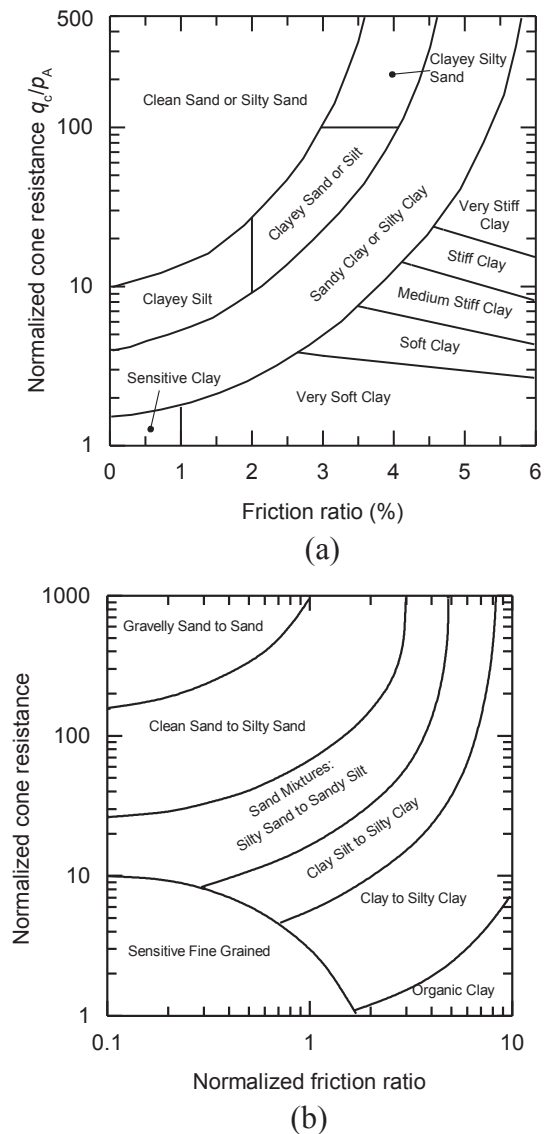 500
100
10
1
Normalized cone resistance q_c/p_A
Clean Sand or Silty Sand
Clayey Silty
Sand
Clayey Sand or Silt
Sandy Clay or Silty Clay
Very Stiff
Clay
Stiff Clay
Medium Stiff Clay
Soft Clay
Clayey Silt
Sensitive Clay
Very Soft Clay
0 1 2 3 4 5 6
Friction ratio (%)
(a)
1000
100
10
1
Normalized cone resistance
Gravelly Sand to Sand
Clean Sand to Silty Sand
Sand Mixtures:
Silty Sand to Sandy Silt
Clay Silt to Silty Clay
Clay to Silty Clay
Sensitive Fine Grained
Organic Clay
0.1 1 10
Normalized friction ratio
(b)